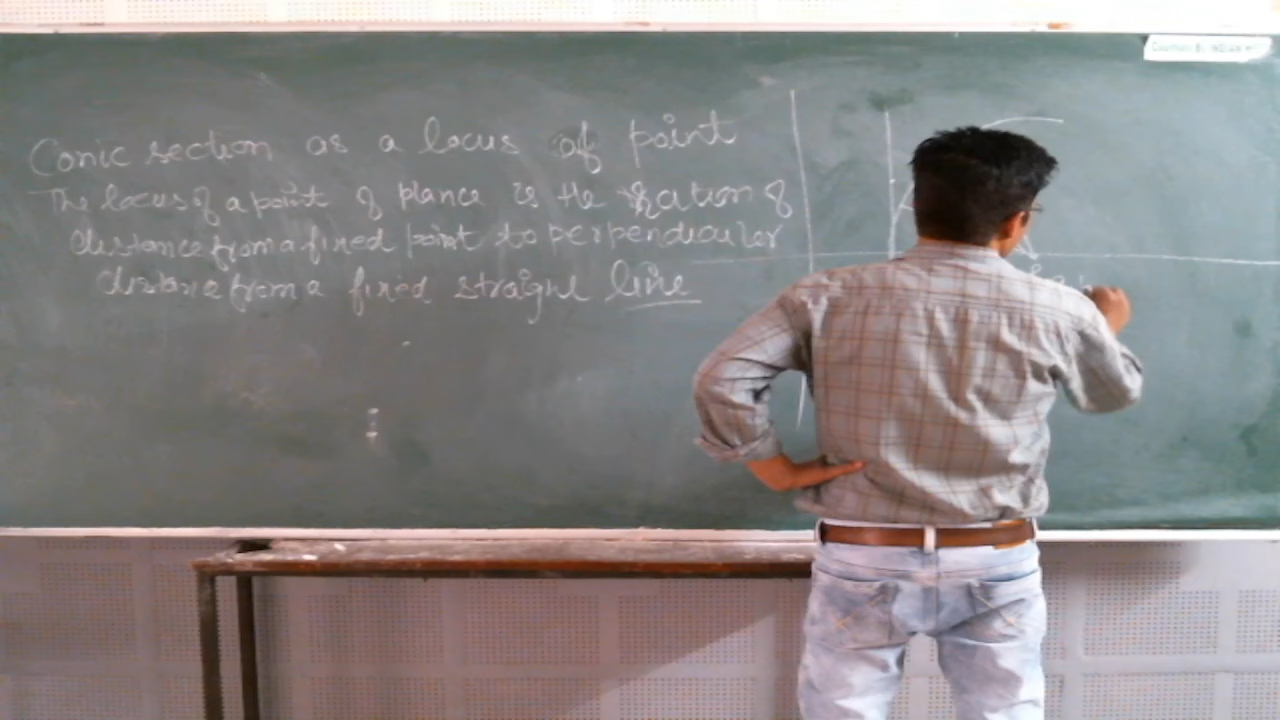 Conic section as a locus of point
The locus of a point of plance is the ration of
distance from a fixed point to perpendicular
distance from a fixed straight line